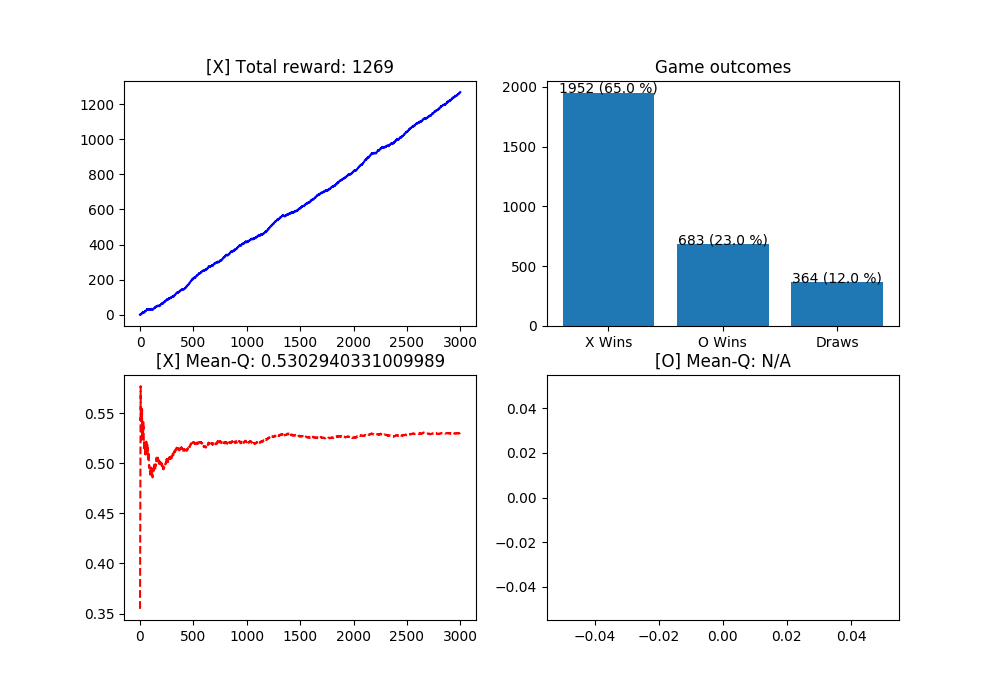 [X] Total reward: 1269
1200
1000
800
600
400
200
0
0 500 1000 1500 2000 2500 3000
Game outcomes
2000
1500
1000
500
0
1952 (65.0 %)
683 (23.0 %)
364 (12.0 %)
X Wins O Wins Draws
[X] Mean-Q: 0.5302940331009989
0.55
0.50
0.45
0.40
0.35
0 500 1000 1500 2000 2500 3000
[O] Mean-Q: N/A
0.04
0.02
0.00
−0.02
−0.04
−0.04 −0.02 0.00 0.02 0.04